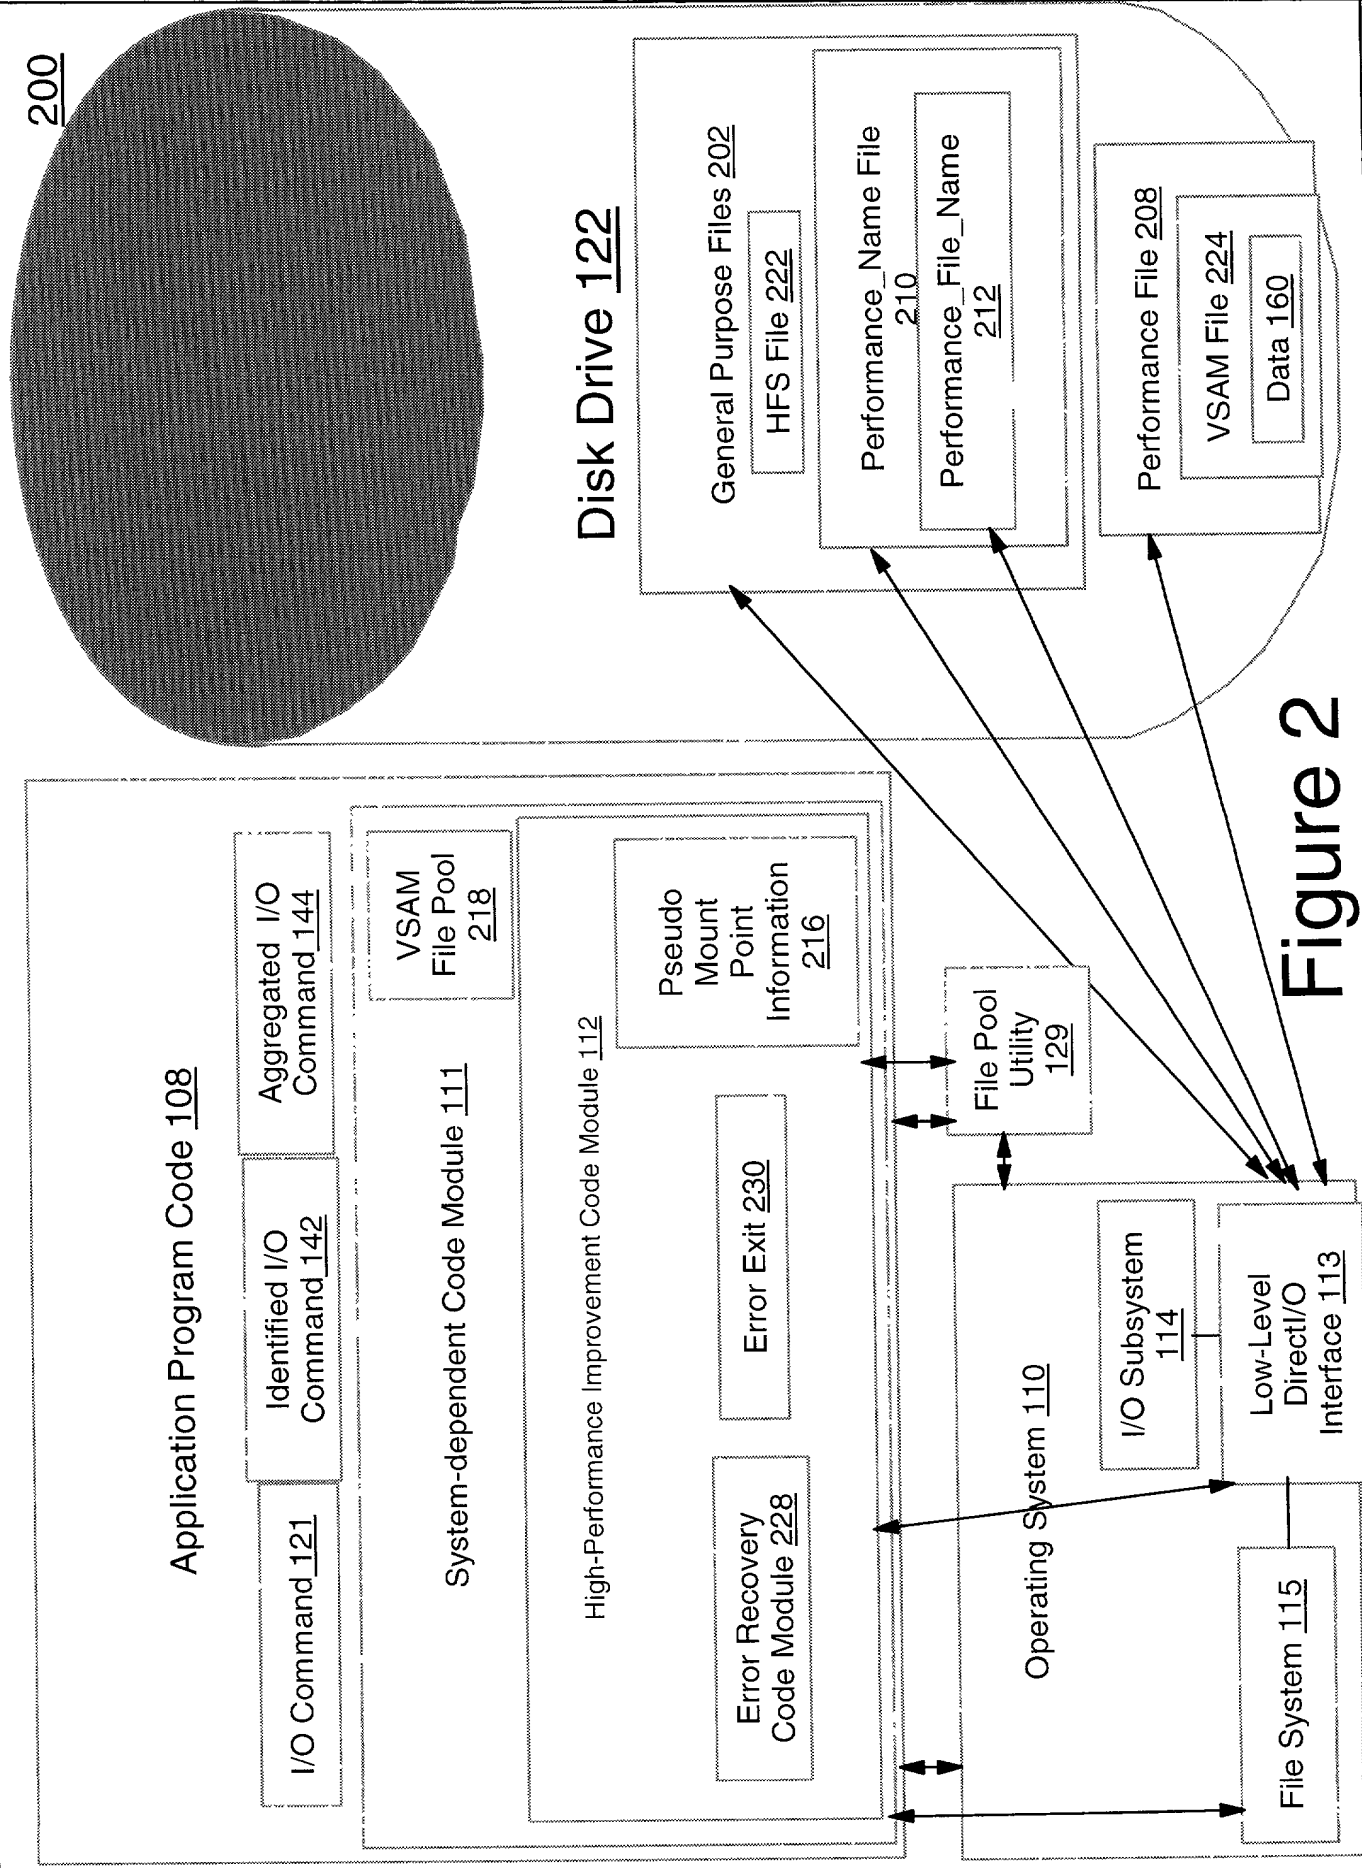 200
Application Program Code 108
I/O Command 121
Identified I/O
Command 142
Aggregated I/O
Command 144
System-dependent Code Module 111
VSAM
File Pool
218
High-Performance Improvement Code Module 112
Pseudo
Mount
Point
Information
216
Error Recovery
Code Module 228
Error Exit 230
File Pool
Utility
129
Operating System 110
I/O Subsystem
114
Low-Level
DirectI/O
Interface 113
File System 115
Disk Drive 122
General Purpose Files 202
HFS File 222
Performance_Name File
210
Performance_File_Name
212
Performance File 208
VSAM File 224
Data 160
Figure 2